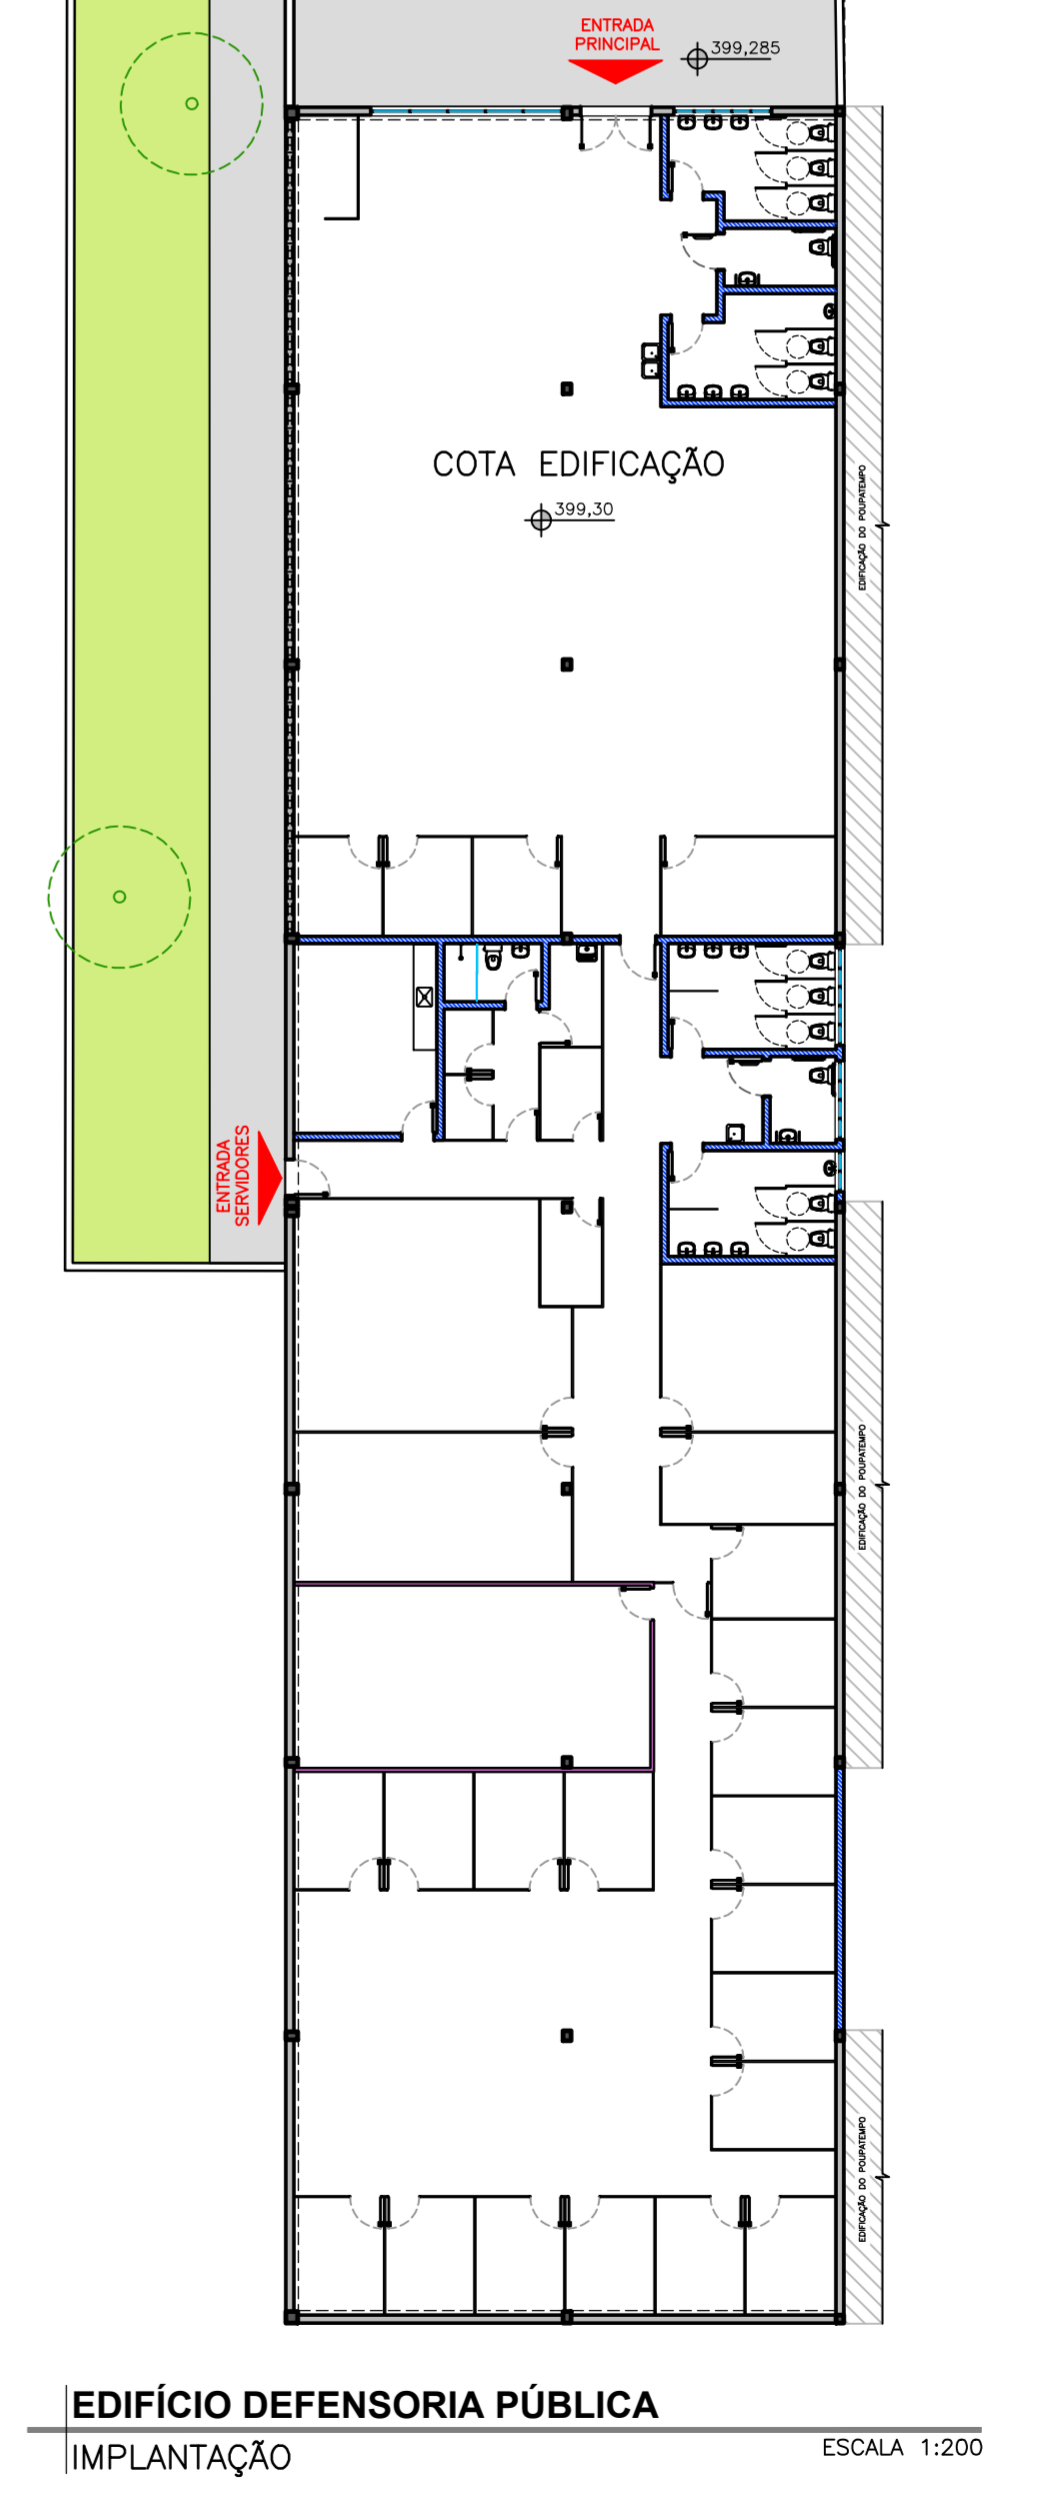 ENTRADA
PRINCIPAL
399,285
COTA EDIFICAÇÃO
399,30
EDIFICAÇÃO DO POUPATEMPO
ENTRADA
SERVIDORES
EDIFICAÇÃO DO POUPATEMPO
EDIFICAÇÃO DO POUPATEMPO
EDIFÍCIO DEFENSORIA PÚBLICA
IMPLANTAÇÃO
ESCALA 1:200